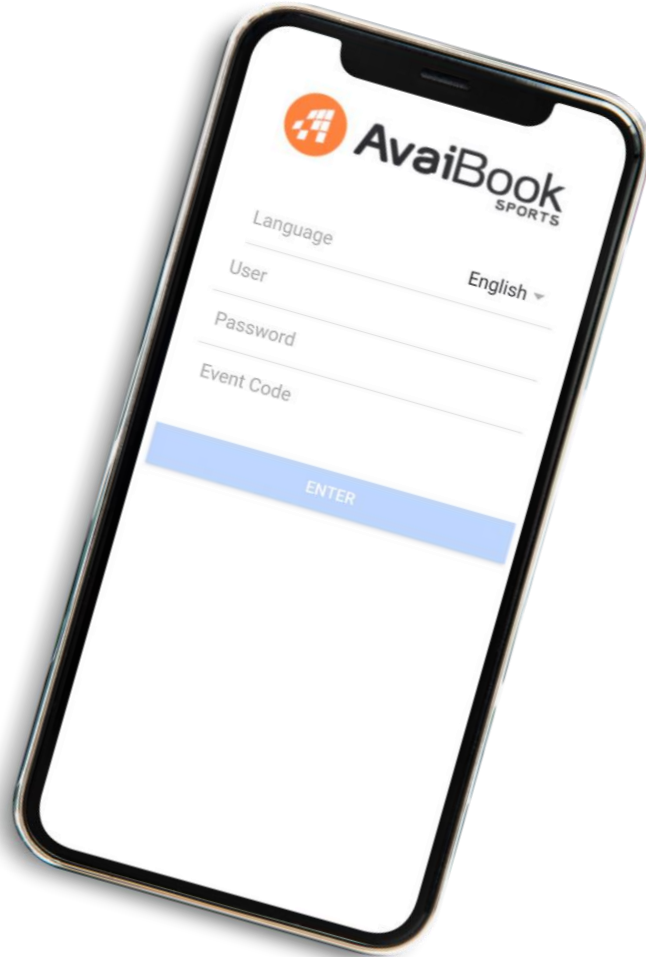 AvaiBook
SPORTS
Language
English
User
Password
Event Code
ENTER